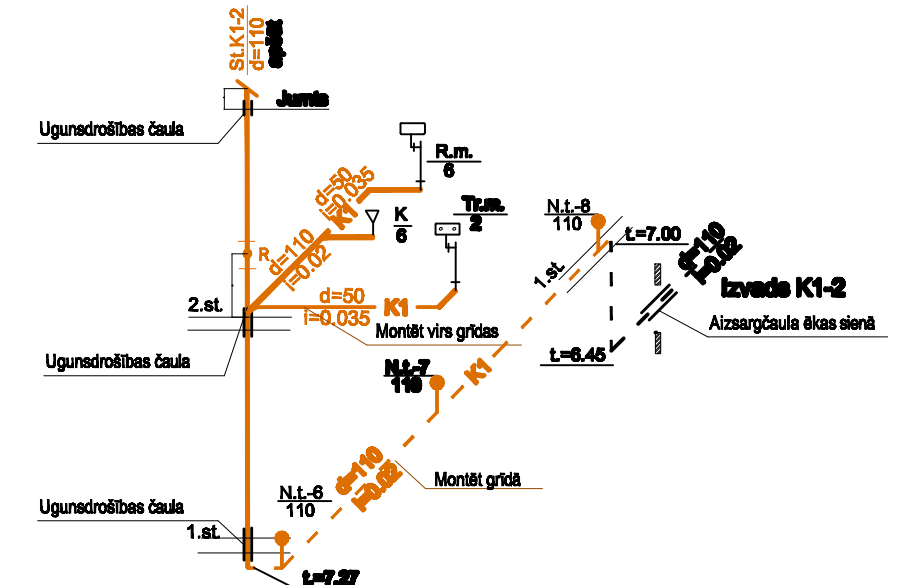 St.K1-2
d=110
Jumts
Ugunsdrošības čaula
R.m.
6
d=50
i=0.035
K1
K
6
Tr.m.
2
N.t.-8
110
t.=7.00
d=110
i=0.02
1.st.
Izvads K1-2
R.
d=110
i=0.02
2.st.
d=50
i=0.035
K1
Montēt virs grīdas
Aizsargčaula ēkas sienā
Ugunsdrošības čaula
t.=6.45
N.t.-7
110
K1
d=110
i=0.02
Montēt grīdā
N.t.-6
110
Ugunsdrošības čaula
1.st.
t.=7.27